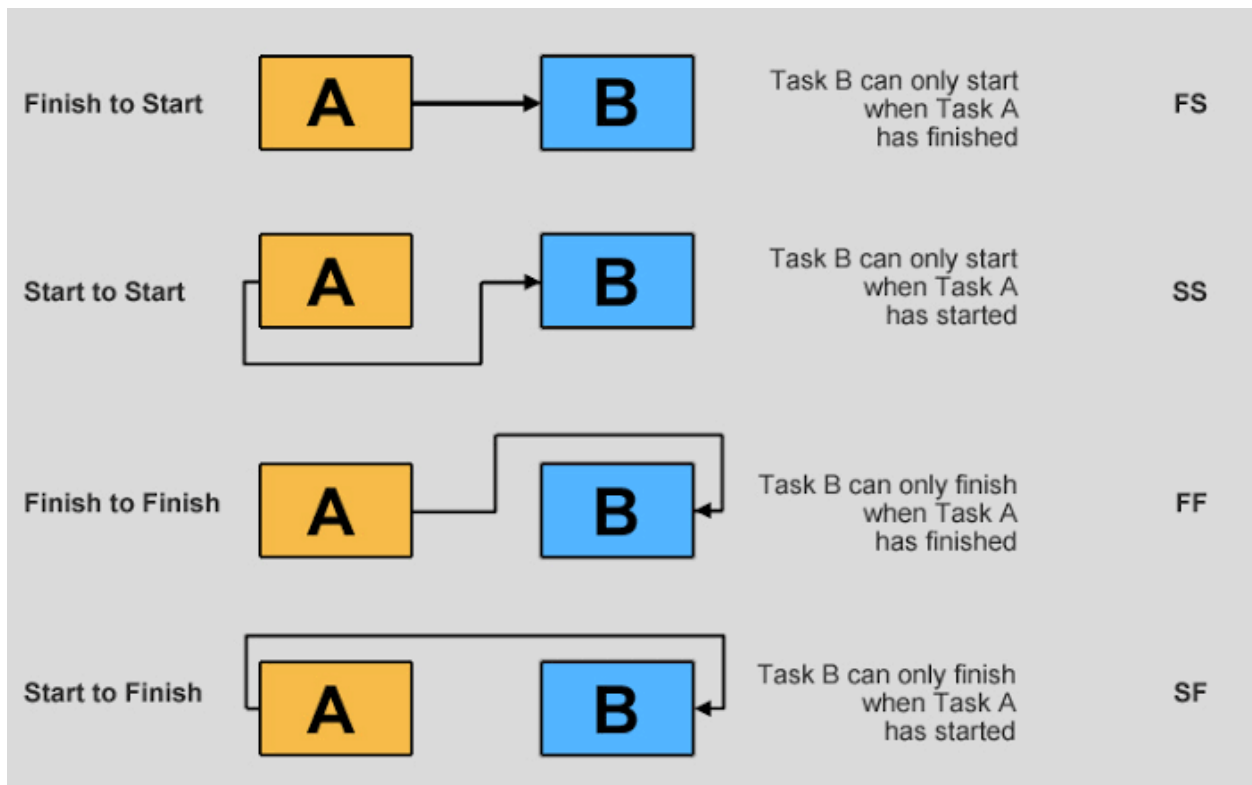 Finish to Start
A
B
Task B can only start
when Task A
has finished
FS
Start to Start
A
B
Task B can only start
when Task A
has started
SS
Finish to Finish
A
B
Task B can only finish
when Task A
has finished
FF
Start to Finish
A
B
Task B can only finish
when Task A
has started
SF